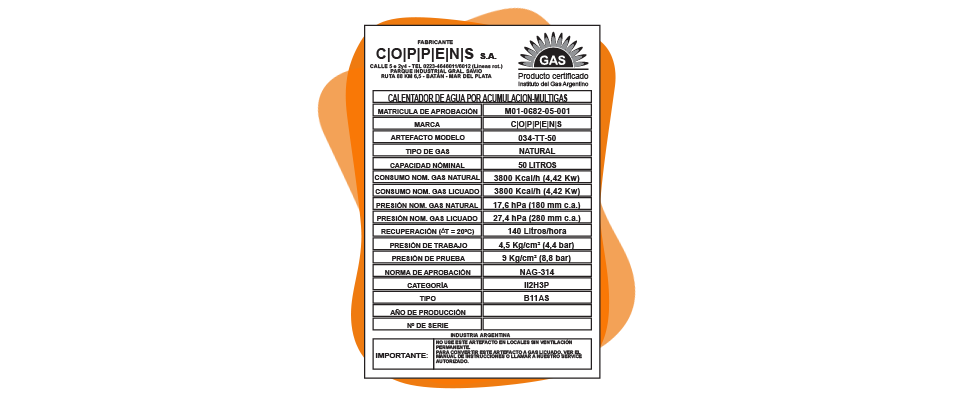 FABRICANTE
C|O|P|P|E|N|S S.A.
CALLE 5 e 2y4 - TEL 0223-4646011/6012 (Líneas rot.)
PARQUE INDUSTRIAL GRAL. SAVIO
RUTA 88 KM 6,5 - BATÁN - MAR DEL PLATA
GAS
Producto certificado
Instituto del Gas Argentino
CALENTADOR DE AGUA POR ACUMULACION-MULTIGAS
MATRICULA DE APROBACIÓN M01-0682-05-001
MARCA C|O|P|P|E|N|S
ARTEFACTO MODELO 034-TT-50
TIPO DE GAS NATURAL
CAPACIDAD NÓMINAL 50 LITROS
CONSUMO NOM. GAS NATURAL 3800 Kcal/h (4,42 Kw)
CONSUMO NOM. GAS LICUADO 3800 Kcal/h (4,42 Kw)
PRESIÓN NOM. GAS NATURAL 17,6 hPa (180 mm c.a.)
PRESIÓN NOM. GAS LICUADO 27,4 hPa (280 mm c.a.)
RECUPERACIÓN (ΔT = 20ºC) 140 Litros/hora
PRESIÓN DE TRABAJO 4,5 Kg/cm² (4,4 bar)
PRESIÓN DE PRUEBA 9 Kg/cm² (8,8 bar)
NORMA DE APROBACIÓN NAG-314
CATEGORÍA II2H3P
TIPO B11AS
AÑO DE PRODUCCIÓN
Nº DE SERIE
INDUSTRIA ARGENTINA
IMPORTANTE:
NO USE ESTE ARTEFACTO EN LOCALES SIN VENTILACIÓN
PERMANENTE.
PARA CONVERTIR ESTE ARTEFACTO A GAS LICUADO, VER EL
MANUAL DE INSTRUCCIONES O LLAMAR A NUESTRO SERVICE
AUTORIZADO.